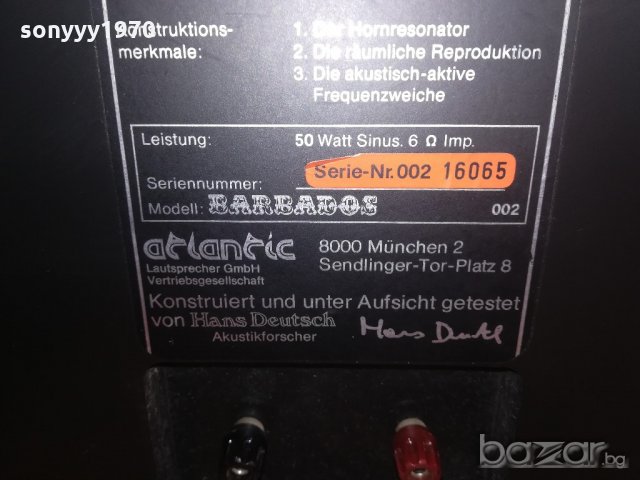 sonyyy1970
Konstruktions-
merkmale:
1. Der Hornresonator
2. Die räumliche Reproduktion
3. Die akustisch-aktive
Frequenzweiche
Leistung: 50 Watt Sinus. 6 Ω Imp.
Seriennummer: Serie-Nr. 002 16065
Modell: BARBADOS 002
atlantic
Lautsprecher GmbH
Vertriebsgesellschaft
8000 München 2
Sendlinger-Tor-Platz 8
Konstruiert und unter Aufsicht getestet
von Hans Deutsch
Akustikforscher
bazar.bg